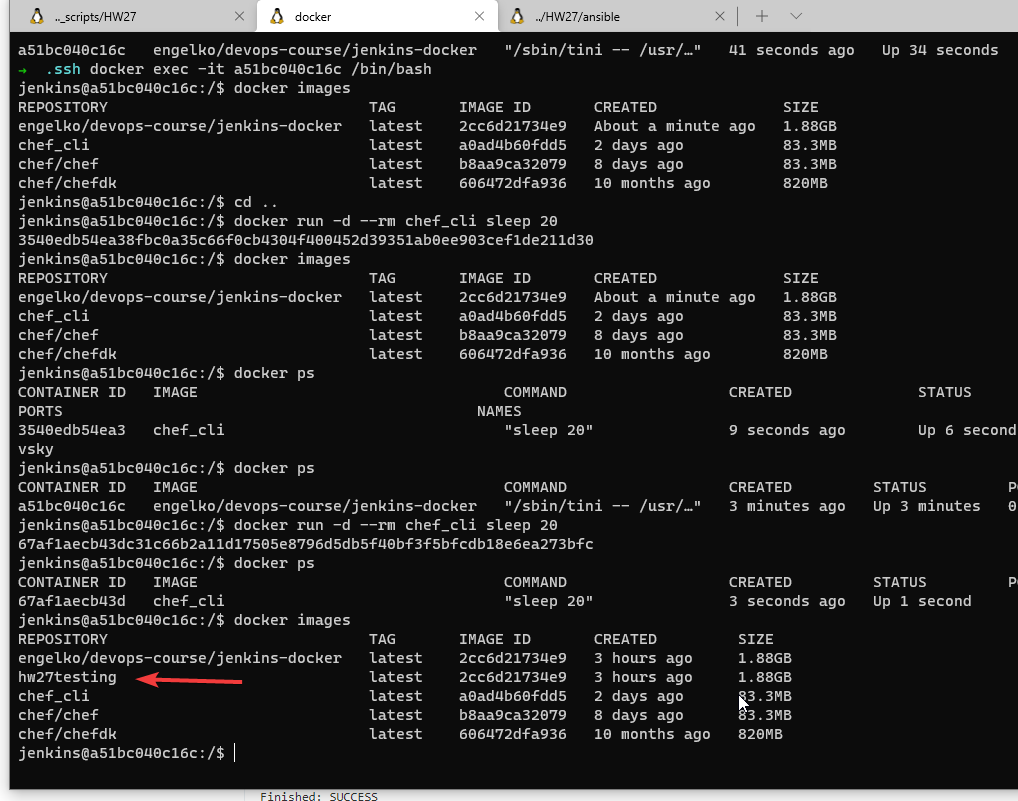 .._scripts/HW27 docker ../HW27/ansible
a51bc040c16c engelko/devops-course/jenkins-docker "/sbin/tini -- /usr/…" 41 seconds ago Up 34 seconds
→ .ssh docker exec -it a51bc040c16c /bin/bash
jenkins@a51bc040c16c:/$ docker images
REPOSITORY TAG IMAGE ID CREATED SIZE
engelko/devops-course/jenkins-docker latest 2cc6d21734e9 About a minute ago 1.88GB
chef_cli latest a0ad4b60fdd5 2 days ago 83.3MB
chef/chef latest b8aa9ca32079 8 days ago 83.3MB
chef/chefdk latest 606472dfa936 10 months ago 820MB
jenkins@a51bc040c16c:/$ cd ..
jenkins@a51bc040c16c:/$ docker run -d --rm chef_cli sleep 20
3540edb54ea38fbc0a35c66f0cb4304f400452d39351ab0ee903cef1de211d30
jenkins@a51bc040c16c:/$ docker images
REPOSITORY TAG IMAGE ID CREATED SIZE
engelko/devops-course/jenkins-docker latest 2cc6d21734e9 About a minute ago 1.88GB
chef_cli latest a0ad4b60fdd5 2 days ago 83.3MB
chef/chef latest b8aa9ca32079 8 days ago 83.3MB
chef/chefdk latest 606472dfa936 10 months ago 820MB
jenkins@a51bc040c16c:/$ docker ps
CONTAINER ID IMAGE COMMAND CREATED STATUS
PORTS NAMES
3540edb54ea3 chef_cli "sleep 20" 9 seconds ago Up 6 second
vsky
jenkins@a51bc040c16c:/$ docker ps
CONTAINER ID IMAGE COMMAND CREATED STATUS P
a51bc040c16c engelko/devops-course/jenkins-docker "/sbin/tini -- /usr/…" 3 minutes ago Up 3 minutes 0
jenkins@a51bc040c16c:/$ docker run -d --rm chef_cli sleep 20
67af1aecb43dc31c66b2a11d17505e8796d5db5f40bf3f5bfcdb18e6ea273bfc
jenkins@a51bc040c16c:/$ docker ps
CONTAINER ID IMAGE COMMAND CREATED STATUS P
67af1aecb43d chef_cli "sleep 20" 3 seconds ago Up 1 second
jenkins@a51bc040c16c:/$ docker images
REPOSITORY TAG IMAGE ID CREATED SIZE
engelko/devops-course/jenkins-docker latest 2cc6d21734e9 3 hours ago 1.88GB
hw27testing latest 2cc6d21734e9 3 hours ago 1.88GB
chef_cli latest a0ad4b60fdd5 2 days ago 83.3MB
chef/chef latest b8aa9ca32079 8 days ago 83.3MB
chef/chefdk latest 606472dfa936 10 months ago 820MB
jenkins@a51bc040c16c:/$
Finished: SUCCESS